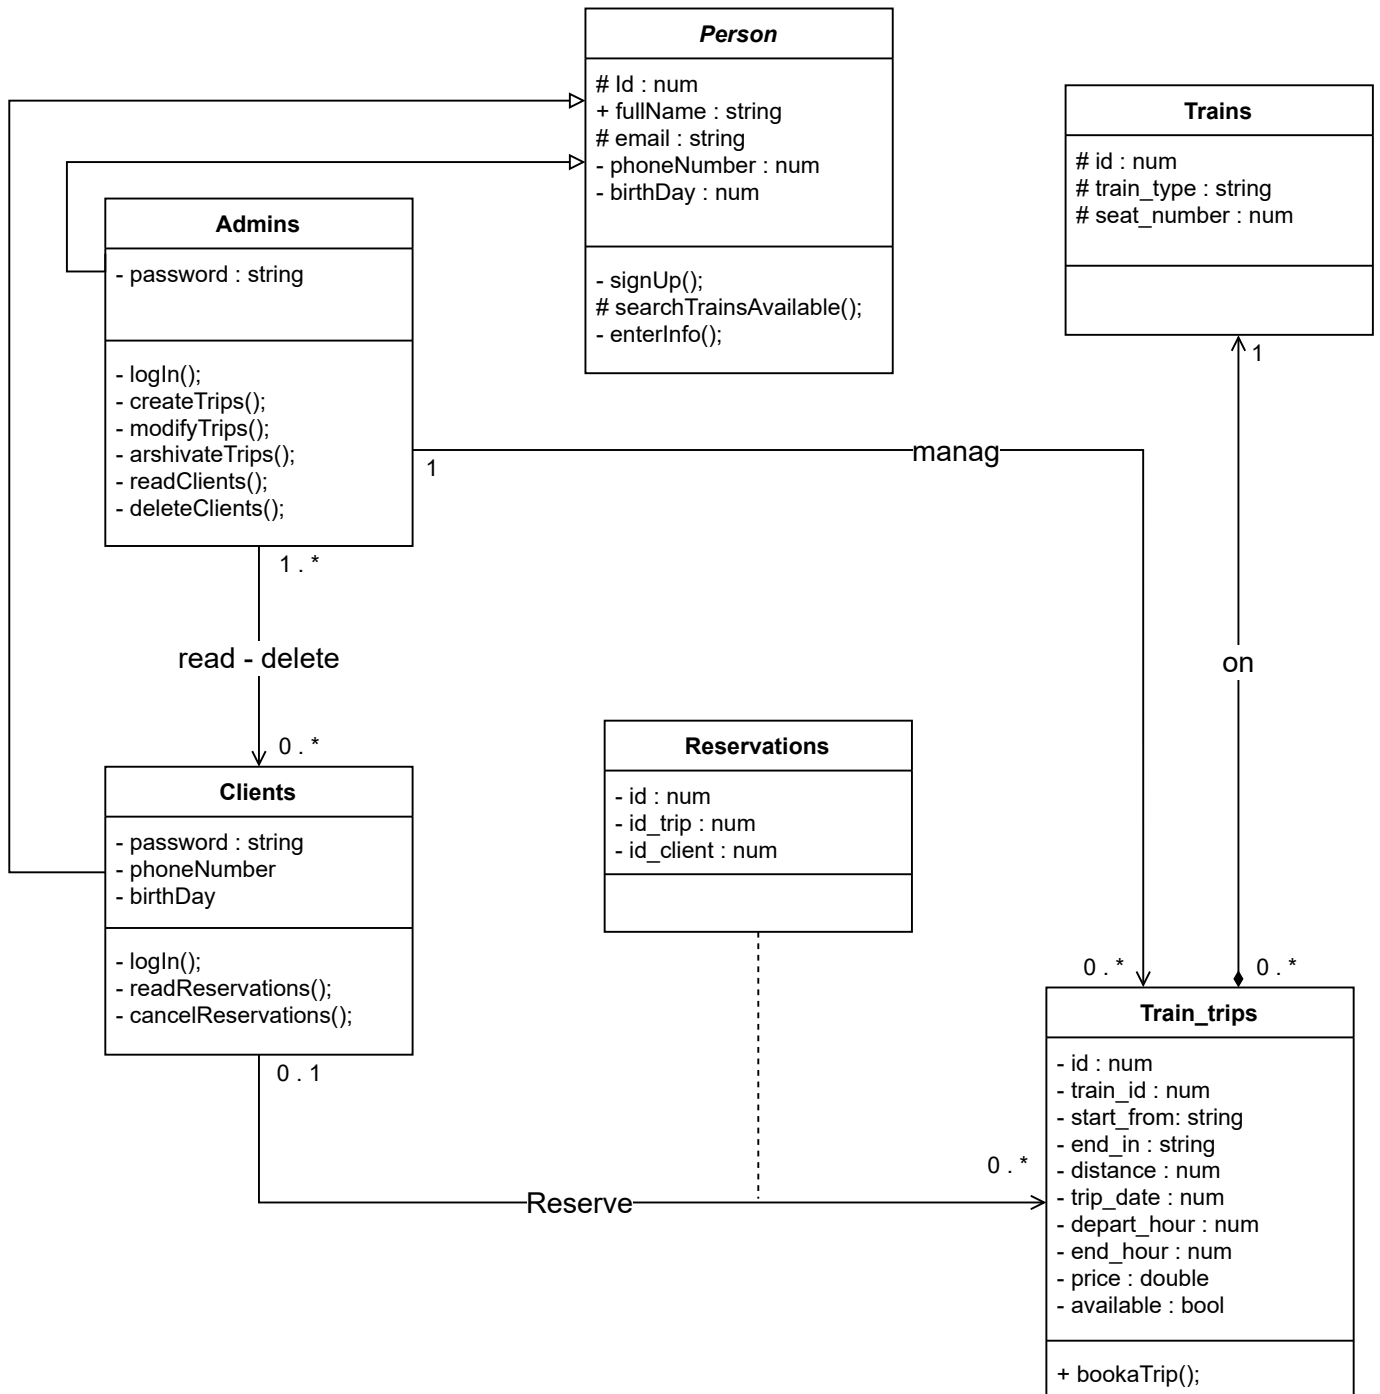 Person
# Id : num
+ fullName : string
# email : string
- phoneNumber : num
- birthDay : num
- signUp();
# searchTrainsAvailable();
- enterInfo();
Trains
# id : num
# train_type : string
# seat_number : num
1
Admins
- password : string
- logIn();
- createTrips();
- modifyTrips();
- arshivateTrips();
- readClients();
- deleteClients();
1
manag
1 . *
read - delete
on
0 . *
Clients
- password : string
- phoneNumber
- birthDay
- logIn();
- readReservations();
- cancelReservations();
0 . 1
Reservations
- id : num
- id_trip : num
- id_client : num
Reserve
0 . *
0 . *
0 . *
Train_trips
- id : num
- train_id : num
- start_from: string
- end_in : string
- distance : num
- trip_date : num
- depart_hour : num
- end_hour : num
- price : double
- available : bool
+ bookaTrip();